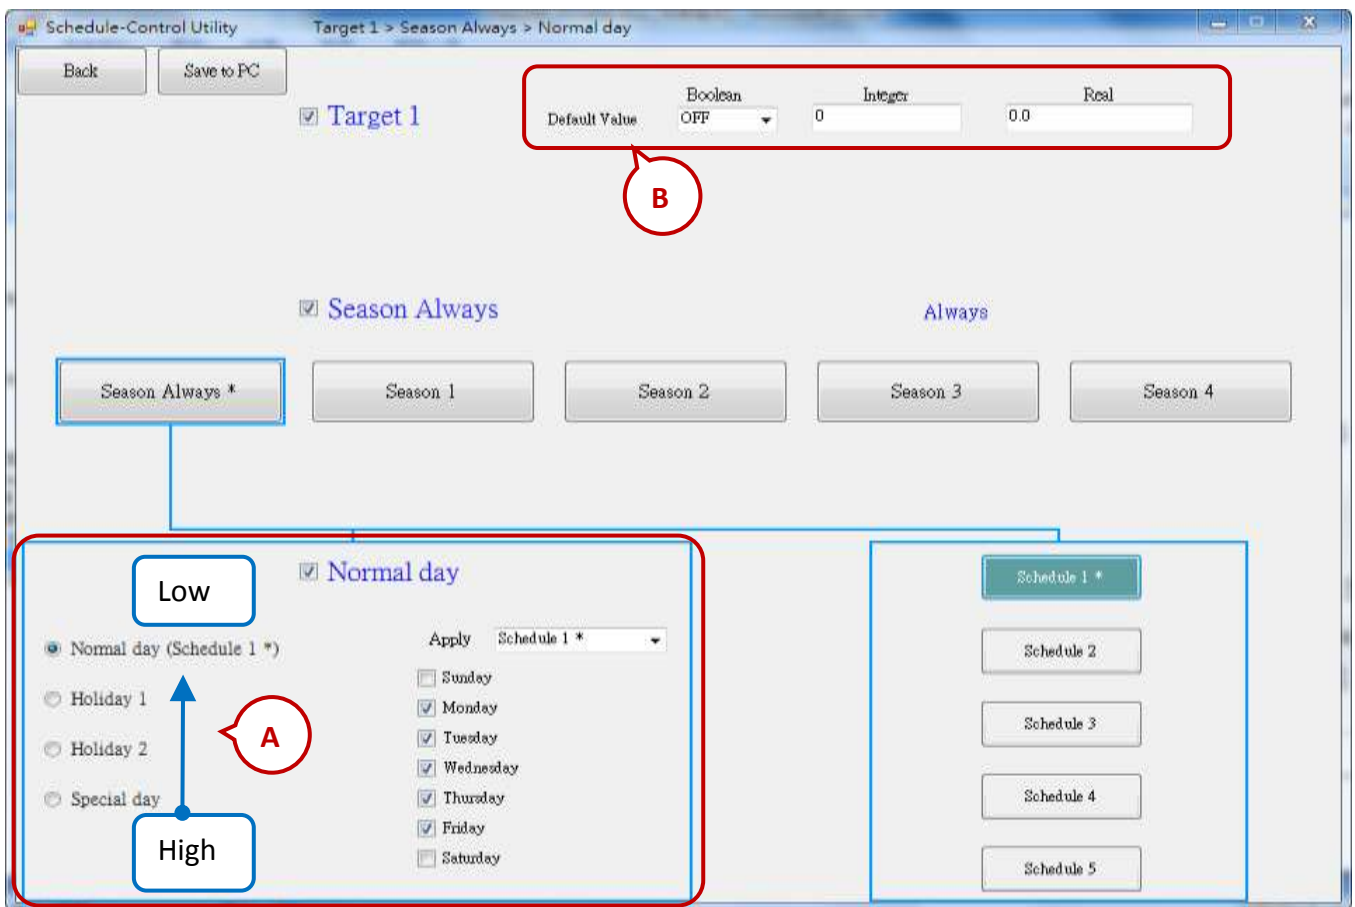 Schedule-Control Utility Target 1 > Season Always > Normal day
Back Save to PC
Boolean Integer Real
Target 1 Default Value OFF 0 0.0
B
Season Always Always
Season Always * Season 1 Season 2 Season 3 Season 4
Normal day Schedule 1 *
Low
Apply Schedule 1 *
Normal day (Schedule 1 *) Schedule 2
Sunday
Holiday 1 Monday
A Tuesday Schedule 3
Holiday 2
Wednesday
Special day Thursday Schedule 4
Friday
High
Saturday
Schedule 5